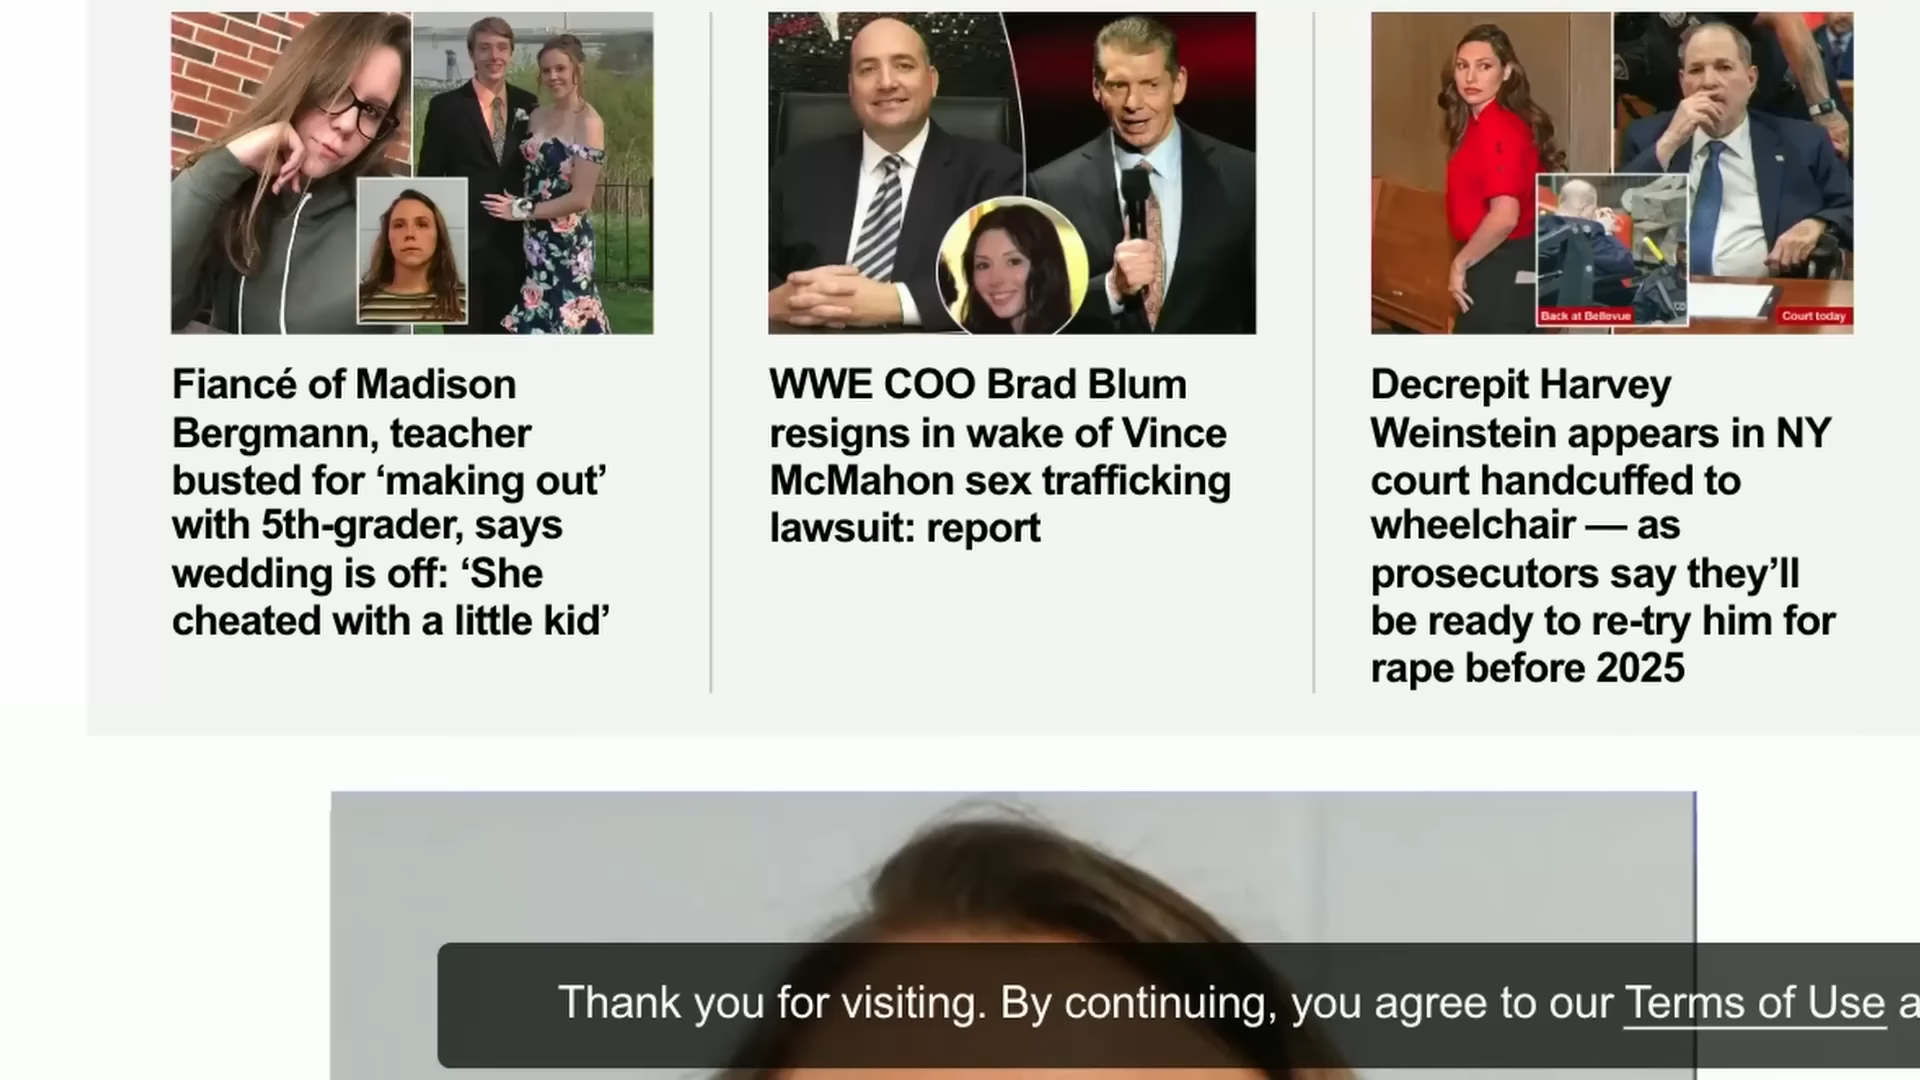 Back at Bellevue
Court today
Fiancé of Madison
Bergmann, teacher
busted for ‘making out’
with 5th-grader, says
wedding is off: ‘She
cheated with a little kid’
WWE COO Brad Blum
resigns in wake of Vince
McMahon sex trafficking
lawsuit: report
Decrepit Harvey
Weinstein appears in NY
court handcuffed to
wheelchair — as
prosecutors say they’ll
be ready to re-try him for
rape before 2025
Thank you for visiting. By continuing, you agree to our Terms of Use a